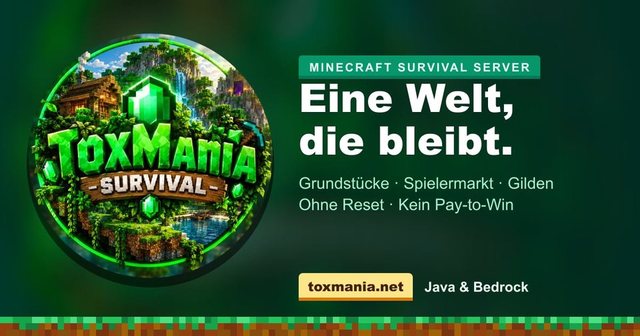 TOXMANIA
SURVIVAL
MINECRAFT SURVIVAL SERVER
Eine Welt,
die bleibt.
Grundstücke · Spielermarkt · Gilden
Ohne Reset · Kein Pay-to-Win
toxmania.net
Java & Bedrock